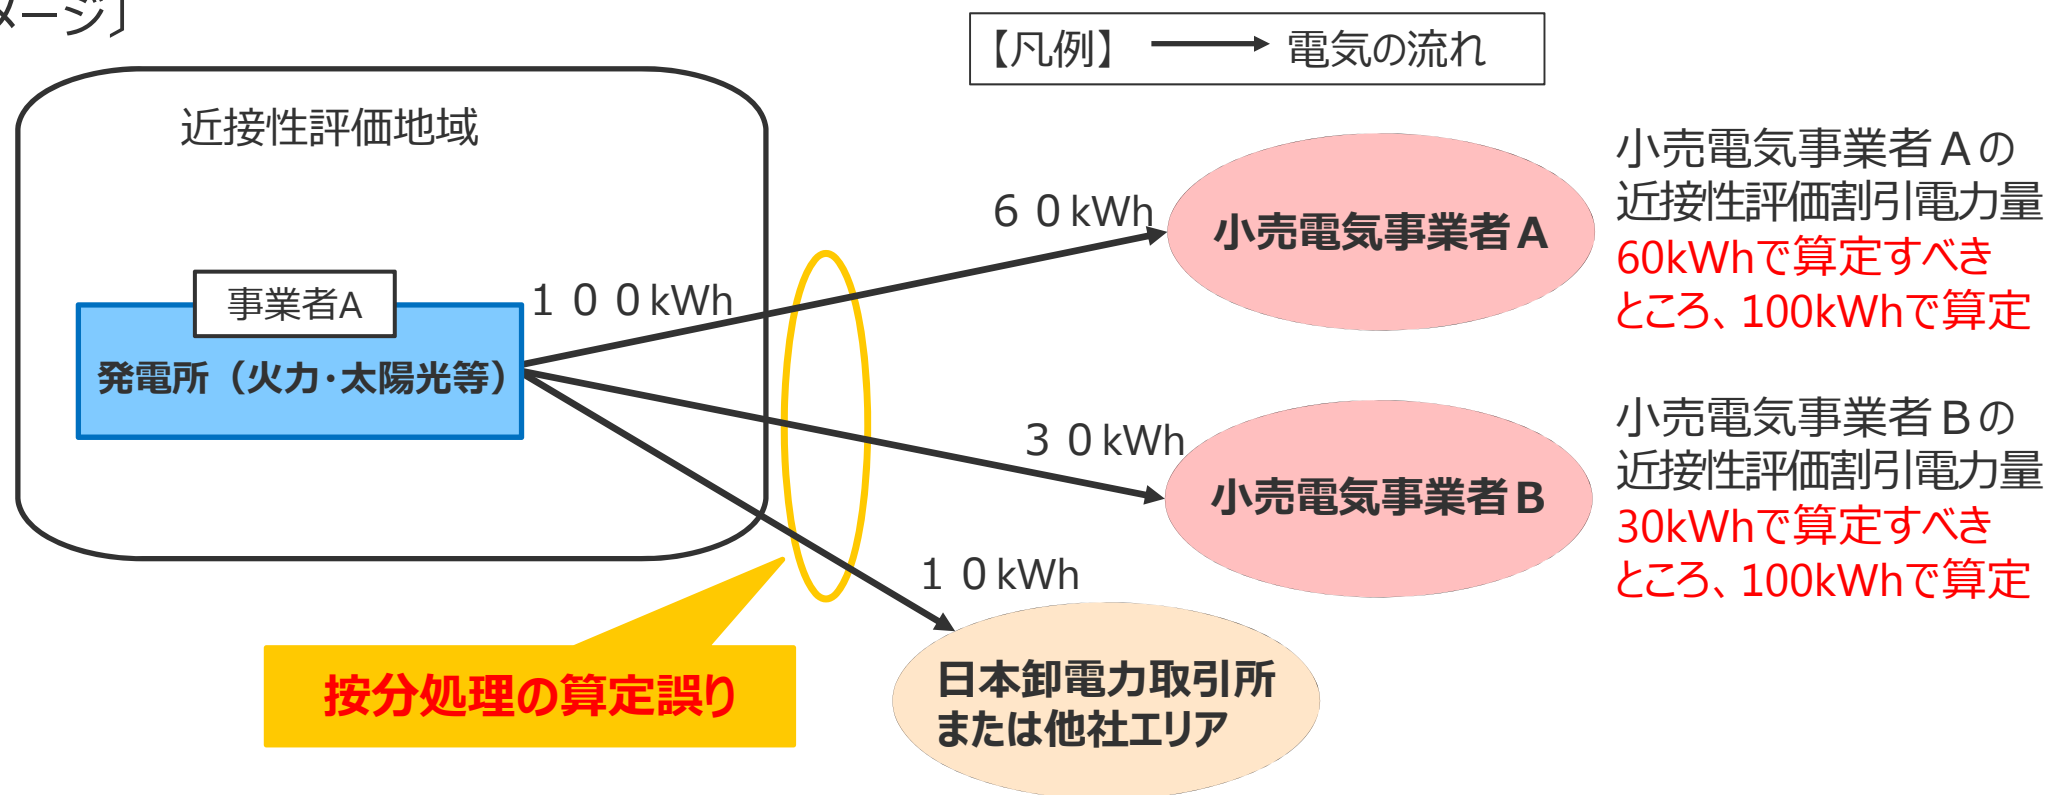 メージ〕
【凡例】 電気の流れ
近接性評価地域
事業者A
発電所（火力・太陽光等）
１００kWh
６０kWh
３０kWh
１０kWh
小売電気事業者Ａ
小売電気事業者Ａの
近接性評価割引電力量
60kWhで算定すべき
ところ、100kWhで算定
小売電気事業者Ｂ
小売電気事業者Ｂの
近接性評価割引電力量
30kWhで算定すべき
ところ、100kWhで算定
按分処理の算定誤り
日本卸電力取引所
または他社エリア